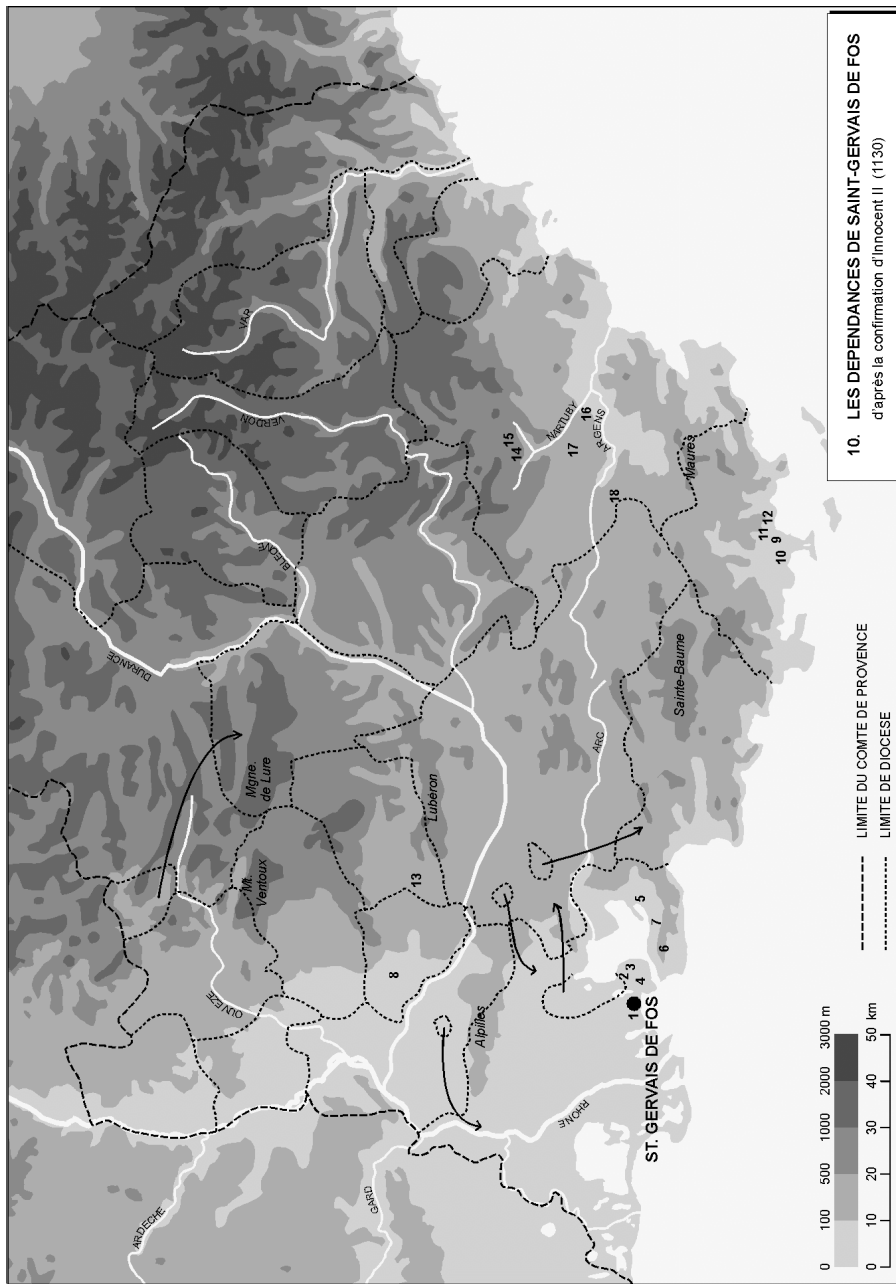 10. LES DEPENDANCES DE SAINT-GERVAIS DE FOS
d'après la confirmation d'Innocent II (1130)
VAR
VERDON
BLEONE
DURANCE
Mgne.
de Lure
Mt.
Ventoux
OUVEZE
ARDECHE
GARD
RHONE
Alpilles
Lubéron
ARC
Sainte-Baume
Maures
NARTUBY
ARGENS
ST. GERVAIS DE FOS
1
2
3
4
5
6
7
8
9
10
11
12
13
14
15
16
17
18
LIMITE DU COMTE DE PROVENCE
LIMITE DE DIOCESE
0 100 500 1000 2000 3000 m
0 10 20 30 40 50 km